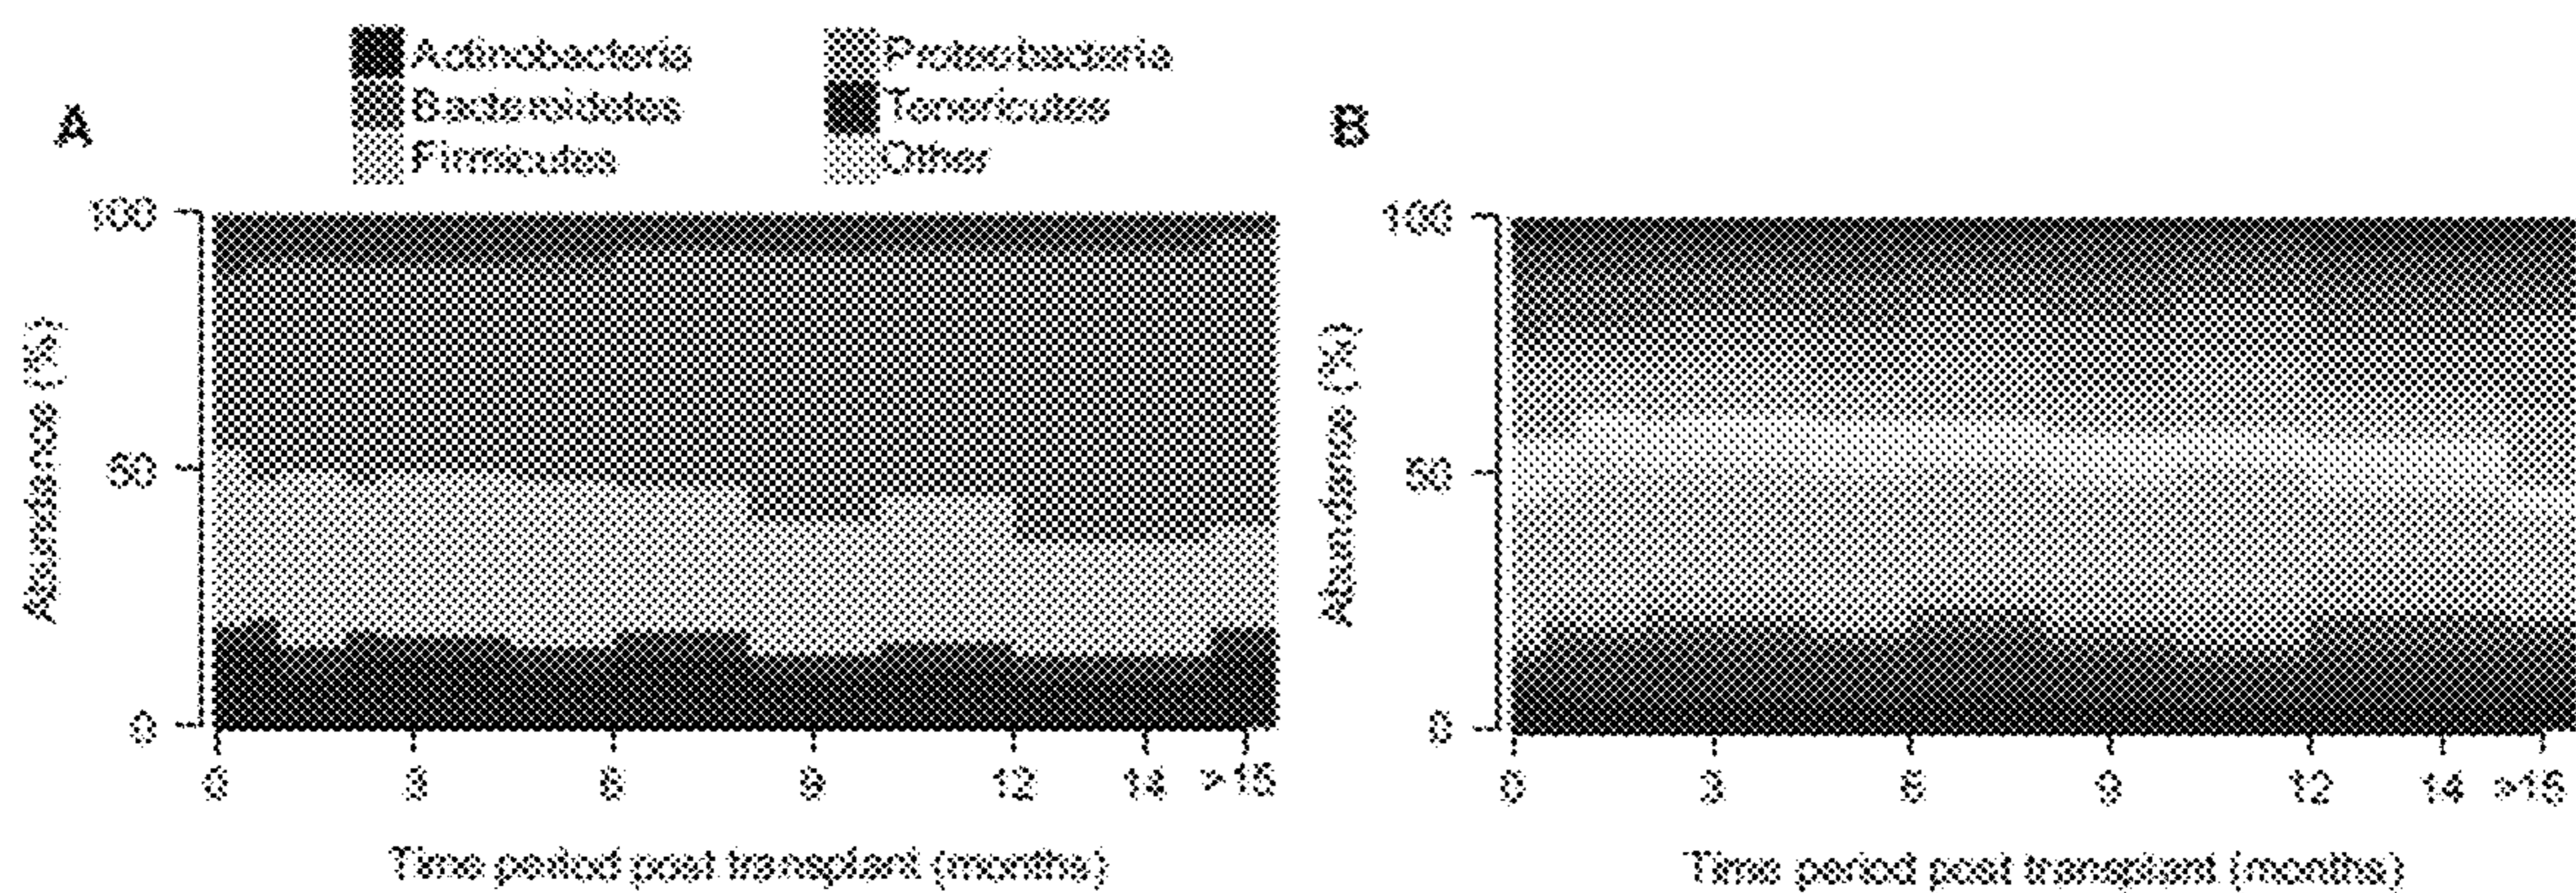 Actinobacteria
Proteobacteria
Bacteroidetes
Tenericutes
Firmicutes
Other
A
B
100
50
0
Abundance (%)
0 3 6 9 12 14 >15
Time period post transplant (months)
100
50
0
Abundance (%)
0 3 6 9 12 14 >15
Time period post transplant (months)